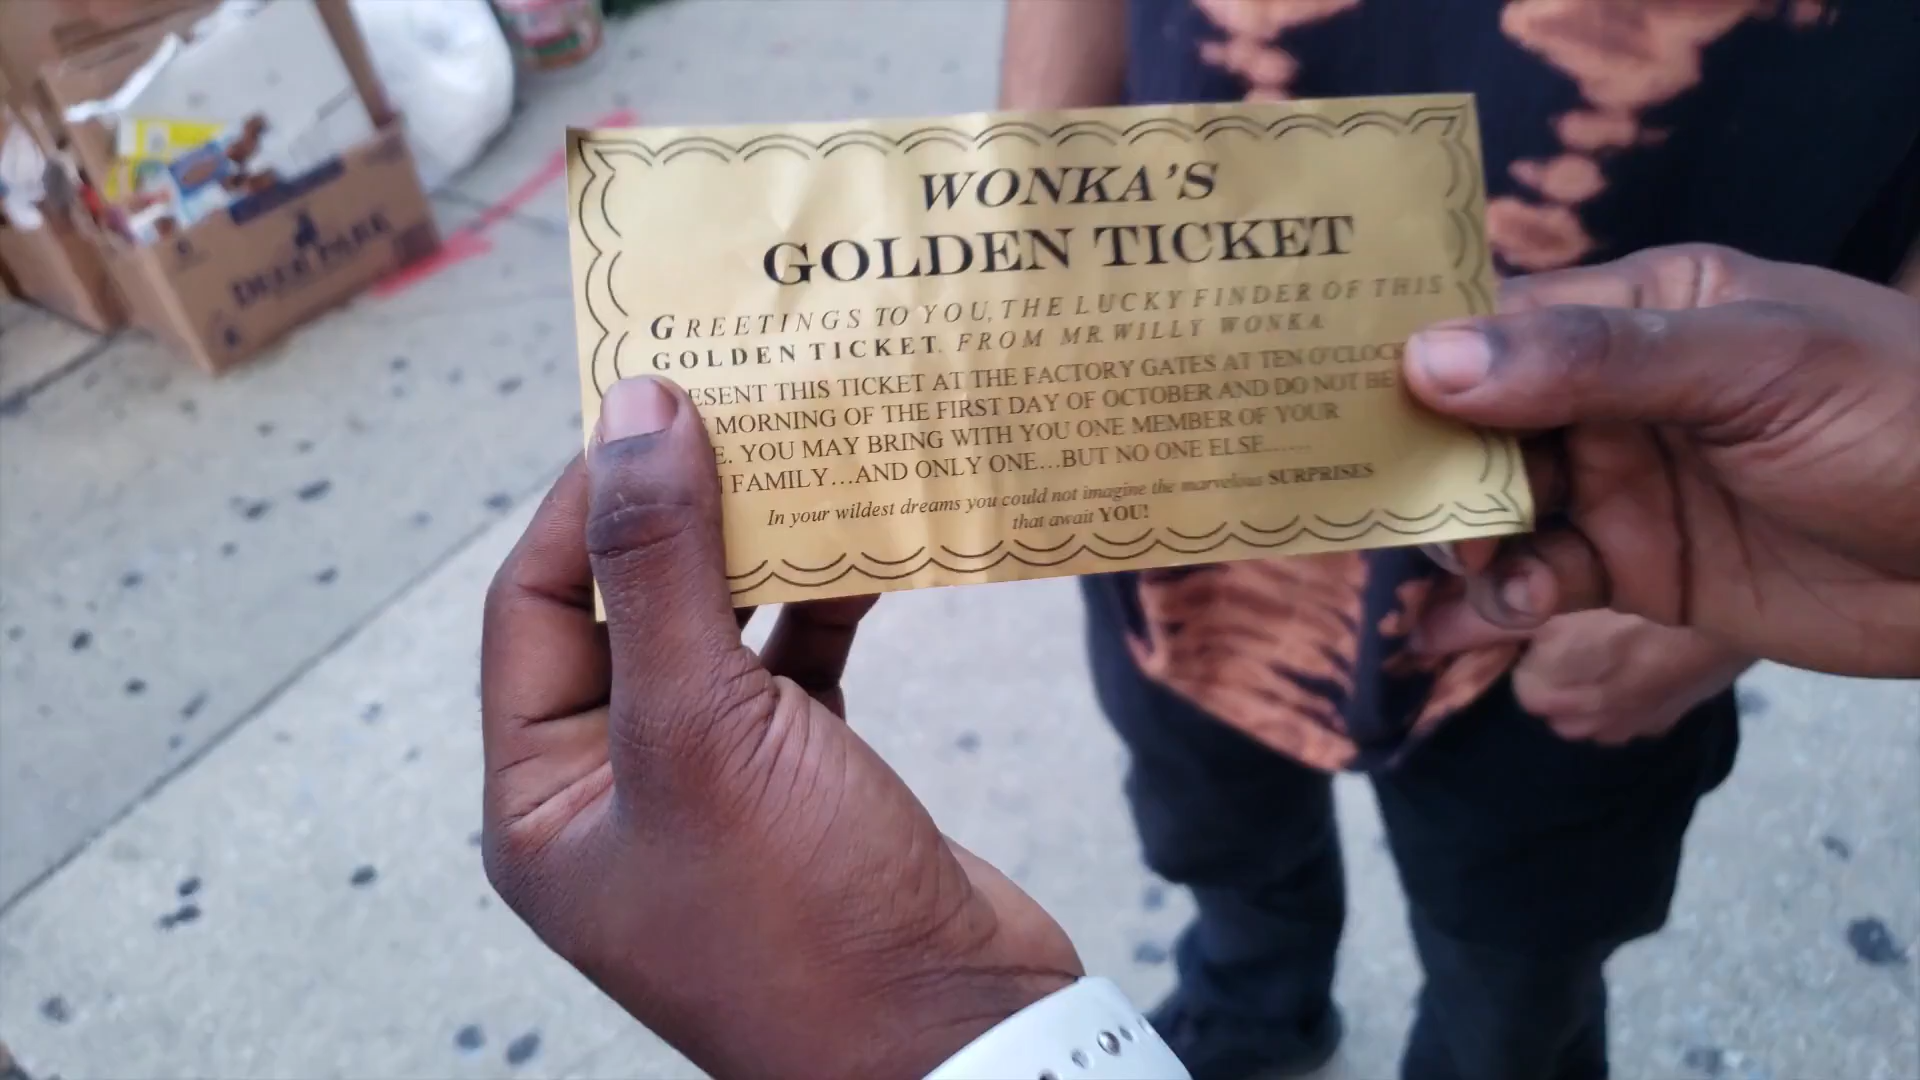 WONKA'S
GOLDEN TICKET
GREETINGS TO YOU, THE LUCKY FINDER OF THIS
GOLDEN TICKET. FROM MR. WILLY WONKA
ESENT THIS TICKET AT THE FACTORY GATES AT TEN O'CLOCK
MORNING OF THE FIRST DAY OF OCTOBER AND DO NOT BE
E. YOU MAY BRING WITH YOU ONE MEMBER OF YOUR
FAMILY...AND ONLY ONE...BUT NO ONE ELSE.......
In your wildest dreams you could not imagine the marvelous SURPRISES
that await YOU!
DEER PARK